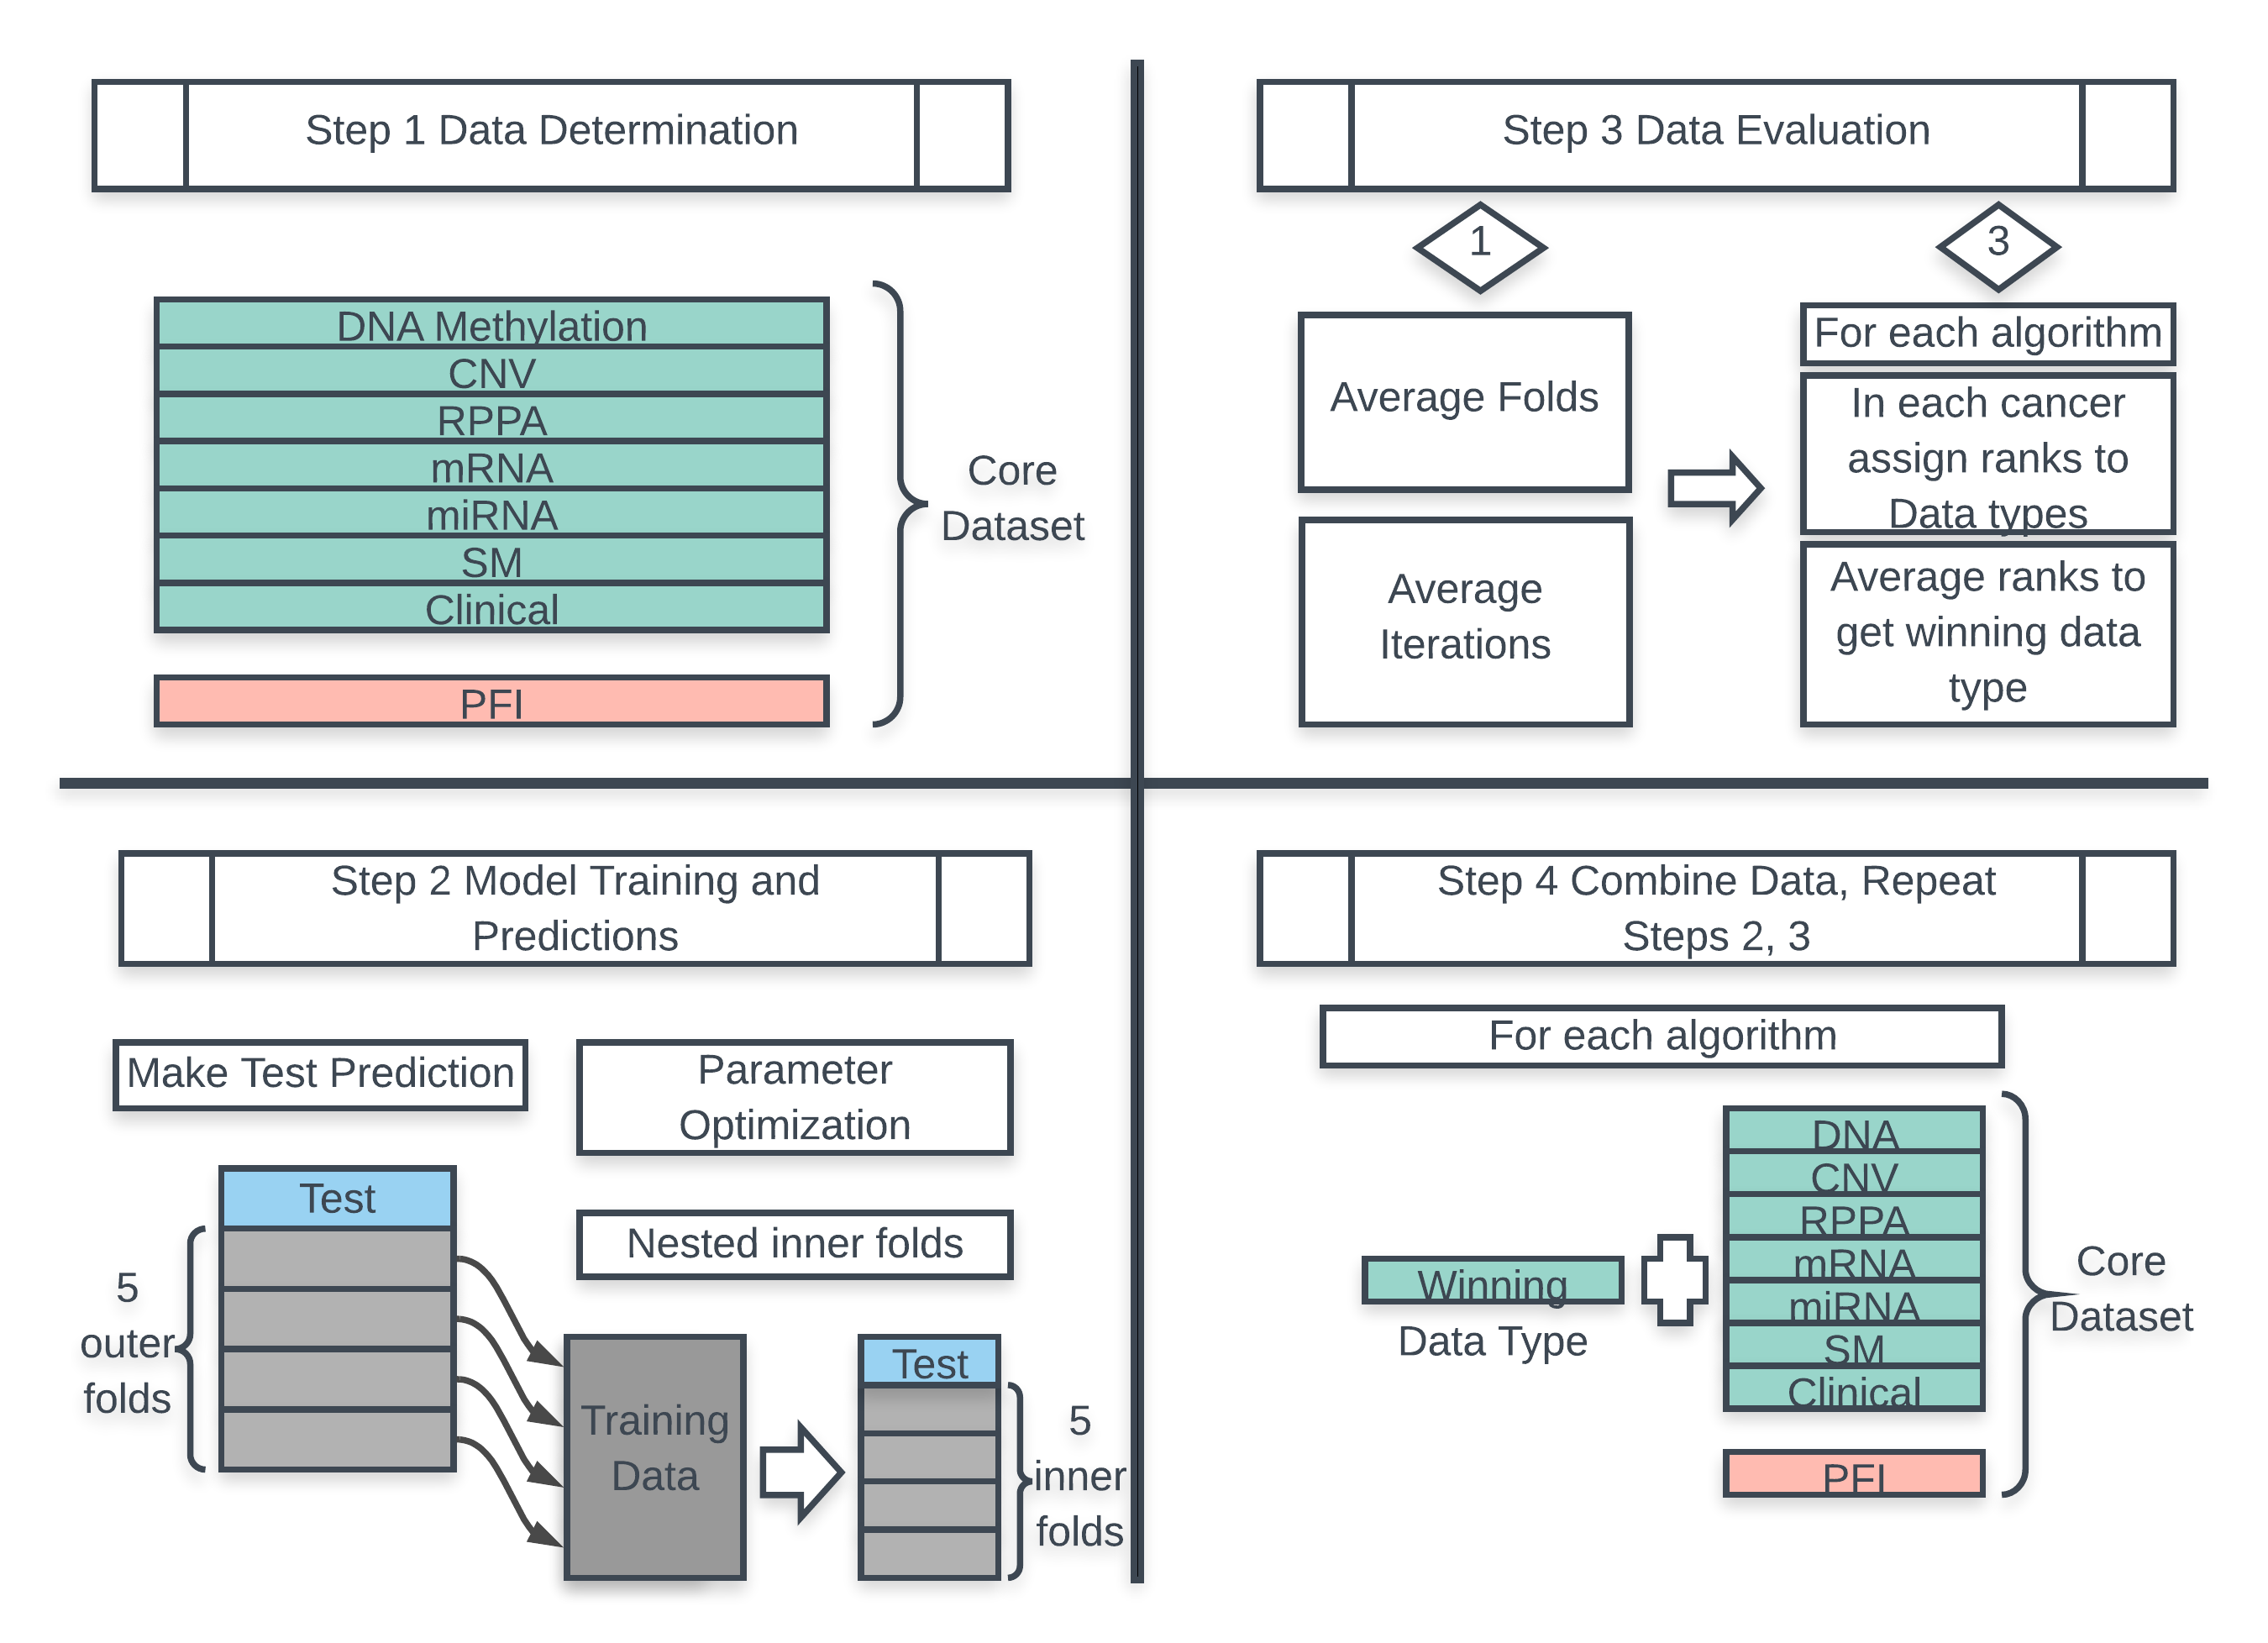 Step 1 Data Determination
DNA Methylation
CNV
RPPA
mRNA
miRNA
SM
Clinical
PFI
Core
Dataset
Step 3 Data Evaluation
1
3
Average Folds
Average
Iterations
For each algorithm
In each cancer
assign ranks to
Data types
Average ranks to
get winning data
type
Step 2 Model Training and
Predictions
Make Test Prediction
Parameter
Optimization
Nested inner folds
Test
5
outer
folds
Training
Data
Test
5
inner
folds
Step 4 Combine Data, Repeat
Steps 2, 3
For each algorithm
Winning
Data Type
DNA
CNV
RPPA
mRNA
miRNA
SM
Clinical
PFI
Core
Dataset